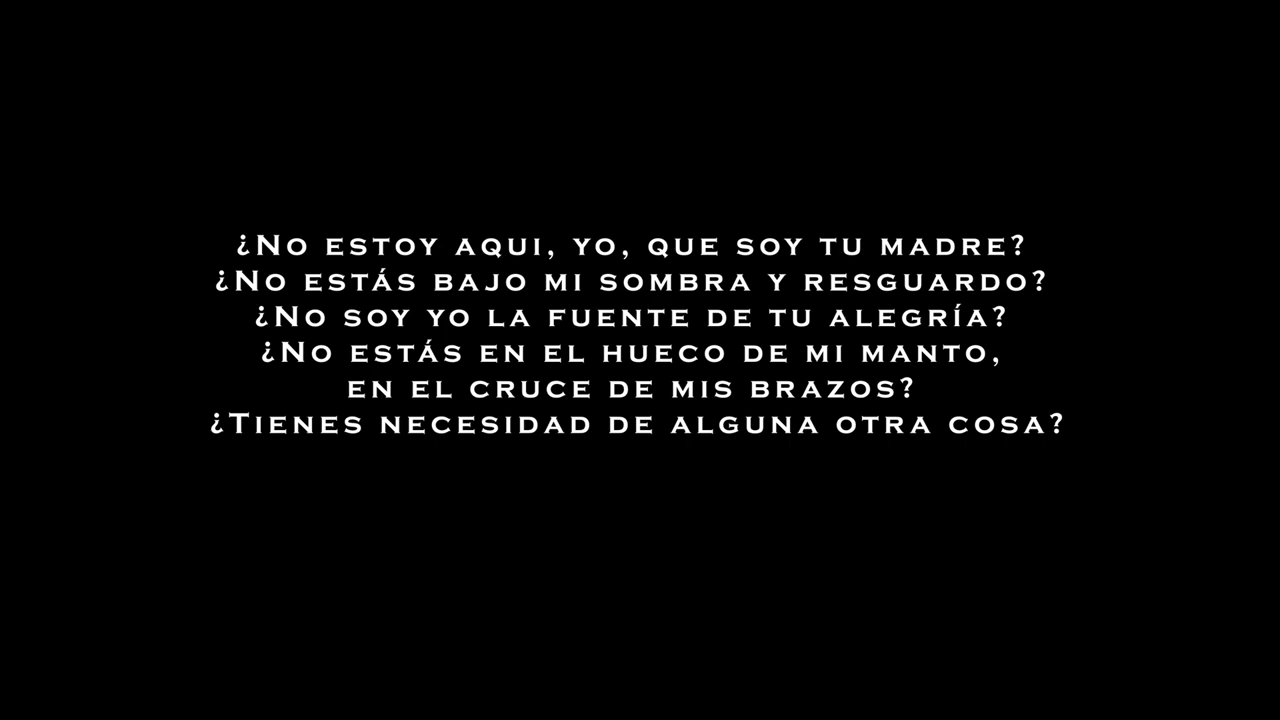 ¿No estoy aqui, yo, que soy tu madre?
¿No estás bajo mi sombra y resguardo?
¿No soy yo la fuente de tu alegría?
¿No estás en el hueco de mi manto,
en el cruce de mis brazos?
¿Tienes necesidad de alguna otra cosa?